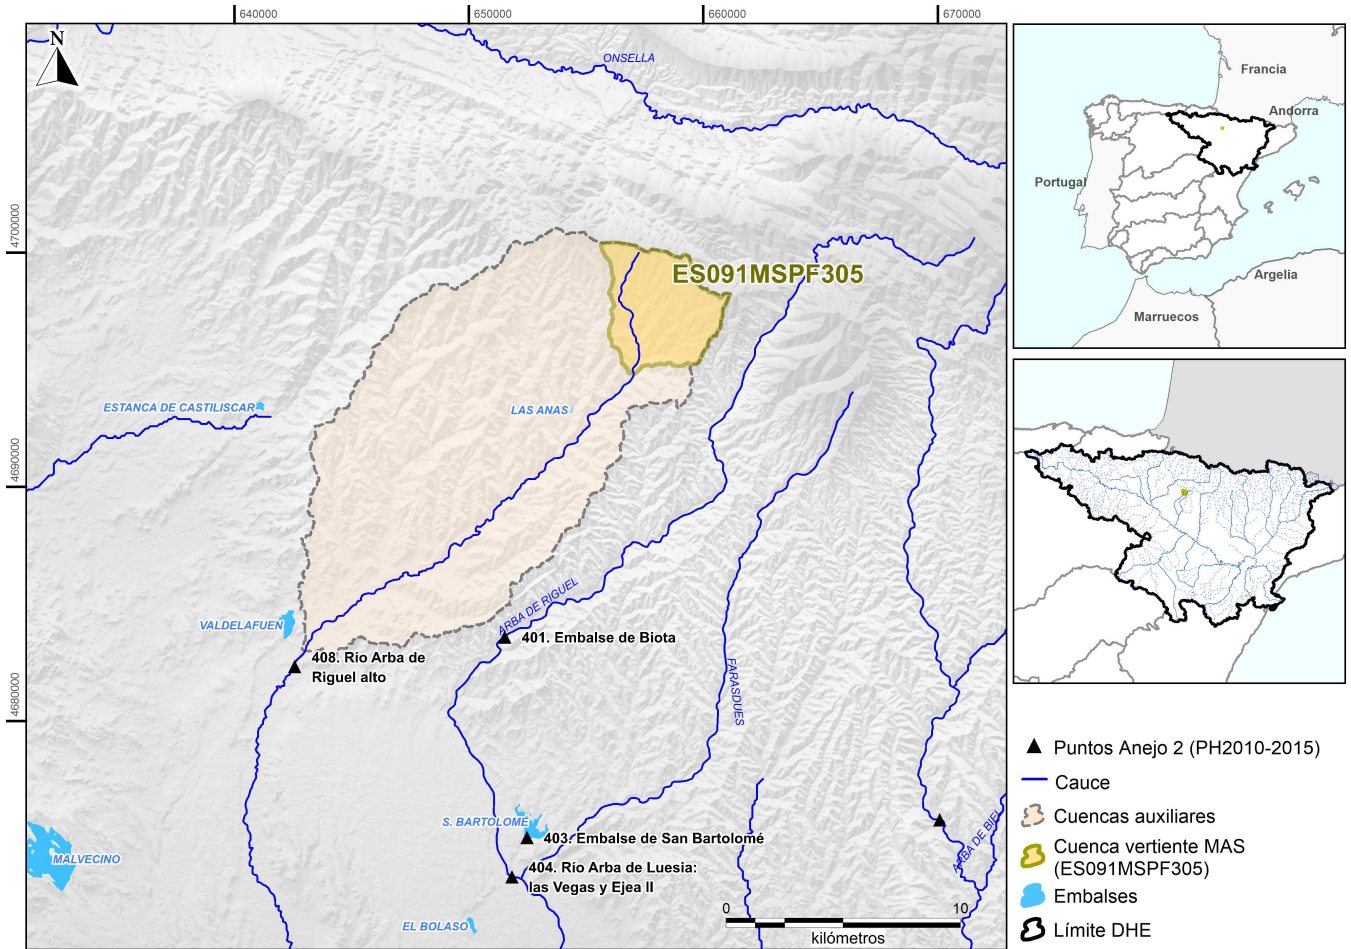 640000
650000
660000
670000
N
ONSELLA
Francia
Andorra
Portugal
Argelia
Marruecos
4700000
ES091MSPF305
ESTANCA DE CASTILISCAR
LAS ANAS
4690000
ARBA DE RIGUEL
VALDELAFUEN
401. Embalse de Biota
408. Río Arba de
Riguel alto
FARASDUES
4680000
S. BARTOLOMÉ
403. Embalse de San Bartolomé
MALVECINO
404. Río Arba de Luesia:
las Vegas y Ejea II
ARBA DE BIEL
EL BOLASO
0
10
kilómetros
Puntos Anejo 2 (PH2010-2015)
Cauce
Cuencas auxiliares
Cuenca vertiente MAS
(ES091MSPF305)
Embalses
Límite DHE